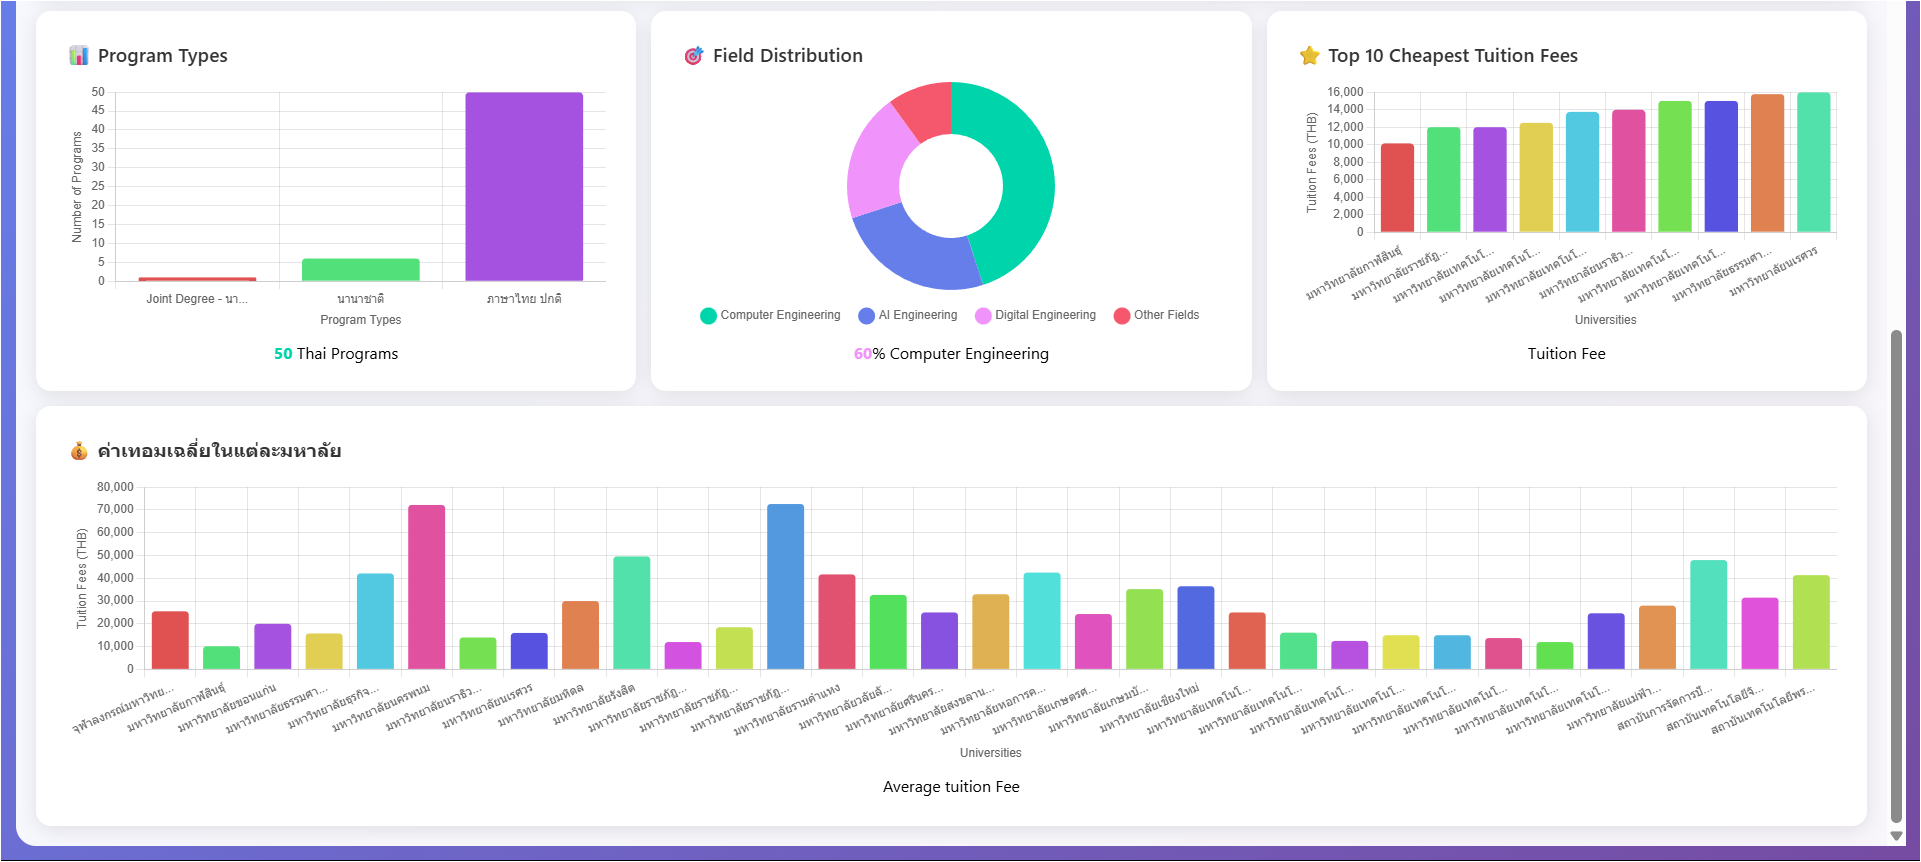 📊 Program Types
Number of Programs
50
45
40
35
30
25
20
15
10
5
0
Joint Degree - นา...
นานาชาติ
ภาษาไทย ปกติ
Program Types
50 Thai Programs
🎯 Field Distribution
Computer Engineering
AI Engineering
Digital Engineering
Other Fields
60% Computer Engineering
⭐ Top 10 Cheapest Tuition Fees
Tuition Fees (THB)
16,000
14,000
12,000
10,000
8,000
6,000
4,000
2,000
0
มหาวิทยาลัยกาฬสินธุ์
มหาวิทยาลัยราชภัฏ...
มหาวิทยาลัยเทคโนโ...
มหาวิทยาลัยเทคโนโ...
มหาวิทยาลัยเทคโนโ...
มหาวิทยาลัยนราธิว...
มหาวิทยาลัยเทคโนโ...
มหาวิทยาลัยเทคโนโ...
มหาวิทยาลัยธรรมศา...
มหาวิทยาลัยนเรศวร
Universities
Tuition Fee
💰 ค่าเทอมเฉลี่ยในแต่ละมหาลัย
Tuition Fees (THB)
80,000
70,000
60,000
50,000
40,000
30,000
20,000
10,000
0
จุฬาลงกรณ์มหาวิทย...
มหาวิทยาลัยกาฬสินธุ์
มหาวิทยาลัยขอนแก่น
มหาวิทยาลัยธรรมศา...
มหาวิทยาลัยธุรกิจ...
มหาวิทยาลัยนครพนม
มหาวิทยาลัยนราธิว...
มหาวิทยาลัยนเรศวร
มหาวิทยาลัยมหิดล
มหาวิทยาลัยรังสิต
มหาวิทยาลัยราชภัฏ...
มหาวิทยาลัยราชภัฏ...
มหาวิทยาลัยราชภัฏ...
มหาวิทยาลัยรามคำแหง
มหาวิทยาลัยวลัยลั...
มหาวิทยาลัยศรีนคร...
มหาวิทยาลัยสงขลาน...
มหาวิทยาลัยหอการค...
มหาวิทยาลัยเกษตรศ...
มหาวิทยาลัยเกษมบั...
มหาวิทยาลัยเชียงใหม่
มหาวิทยาลัยเทคโนโ...
มหาวิทยาลัยเทคโนโ...
มหาวิทยาลัยเทคโนโ...
มหาวิทยาลัยเทคโนโ...
มหาวิทยาลัยเทคโนโ...
มหาวิทยาลัยเทคโนโ...
มหาวิทยาลัยเทคโนโ...
มหาวิทยาลัยเทคโนโ...
มหาวิทยาลัยแม่ฟ้า...
สถาบันการจัดการปั...
สถาบันเทคโนโลยีจิ...
สถาบันเทคโนโลยีพร...
Universities
Average tuition Fee